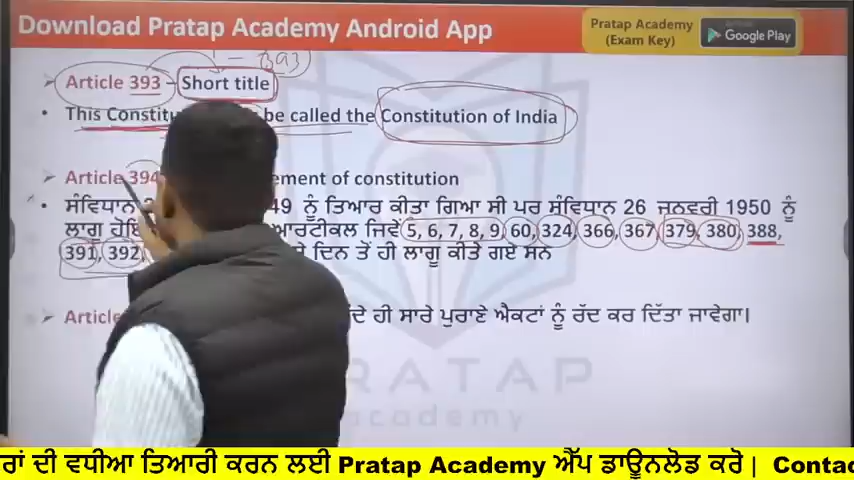 Download Pratap Academy Android App
Pratap Academy
(Exam Key)
Google Play
393
Article 393 - Short title
This Constitu be called the Constitution of India
Article 394 ement of constitution
ਸੰਵਿਧਾਨ 49 ਨੂੰ ਤਿਆਰ ਕੀਤਾ ਗਿਆ ਸੀ ਪਰ ਸੰਵਿਧਾਨ 26 ਜਨਵਰੀ 1950 ਨੂੰ
ਲਾਗੂ ਆਰਟੀਕਲ ਜਿਵੇਂ 5, 6, 7, 8, 9, 60, 324, 366, 367, 379, 380, 388,
391, 392, ਦਿਨ ਤੋਂ ਹੀ ਲਾਗੂ ਕੀਤੇ ਗਏ ਸਨ
Artic ਹੀ ਸਾਰੇ ਪੁਰਾਣੇ ਐਕਟਾਂ ਨੂੰ ਰੱਦ ਕਰ ਦਿੱਤਾ ਜਾਵੇਗਾ।
RATAP
academy
ਰਾਂ ਦੀ ਵਧੀਆ ਤਿਆਰੀ ਕਰਨ ਲਈ Pratap Academy ਐੱਪ ਡਾਊਨਲੋਡ ਕਰੋ | Contac